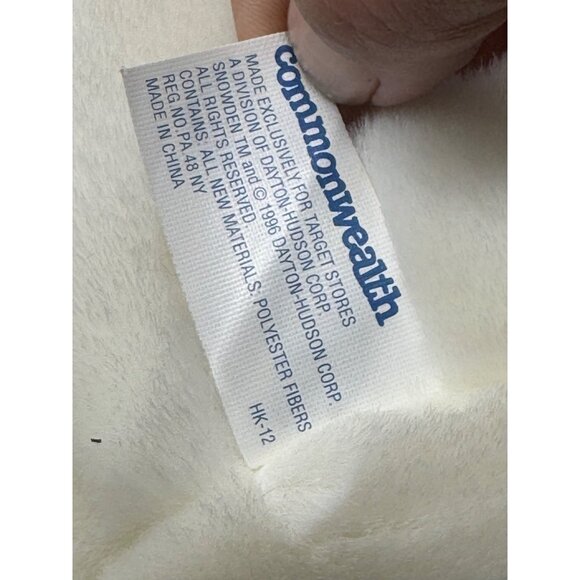 commonwealth
MADE EXCLUSIVELY FOR TARGET STORES
A DIVISION OF DAYTON-HUDSON CORP.
SNOWDEN TM and © 1996 DAYTON-HUDSON CORP.
ALL RIGHTS RESERVED
CONTAINS ALL NEW MATERIALS: POLYESTER FIBERS
REG.NO PA.48 NY
MADE IN CHINA
HK-12